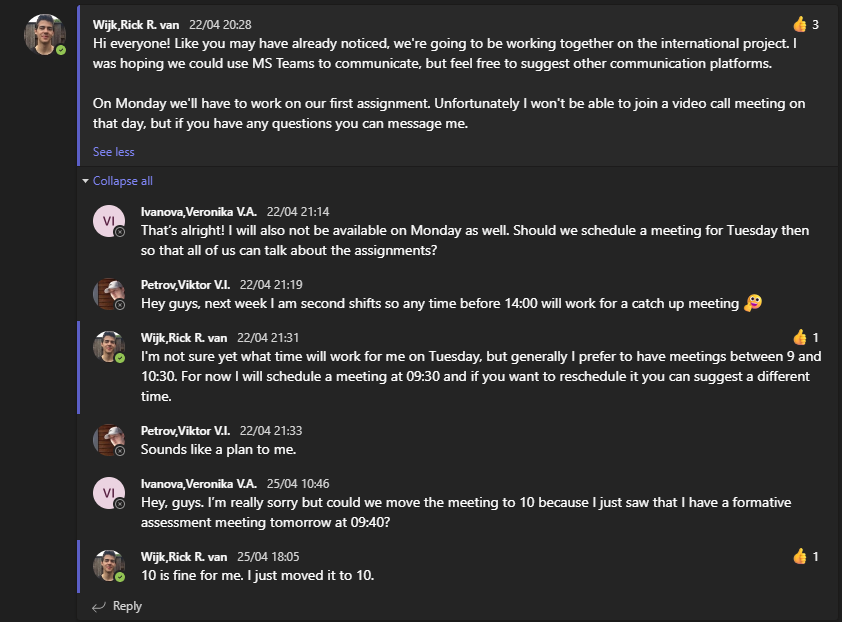 Wijk,Rick R. van 22/04 20:28 👍 3
Hi everyone! Like you may have already noticed, we're going to be working together on the international project. I
was hoping we could use MS Teams to communicate, but feel free to suggest other communication platforms.
On Monday we'll have to work on our first assignment. Unfortunately I won't be able to join a video call meeting on
that day, but if you have any questions you can message me.
See less
Collapse all
VI
Ivanova,Veronika V.A. 22/04 21:14
That's alright! I will also not be available on Monday as well. Should we schedule a meeting for Tuesday then
so that all of us can talk about the assignments?
Petrov,Viktor V.I. 22/04 21:19
Hey guys, next week I am second shifts so any time before 14:00 will work for a catch up meeting
Wijk,Rick R. van 22/04 21:31 👍 1
I'm not sure yet what time will work for me on Tuesday, but generally I prefer to have meetings between 9 and
10:30. For now I will schedule a meeting at 09:30 and if you want to reschedule it you can suggest a different
time.
Petrov,Viktor V.I. 22/04 21:33
Sounds like a plan to me.
VI
Ivanova,Veronika V.A. 25/04 10:46
Hey, guys. I'm really sorry but could we move the meeting to 10 because I just saw that I have a formative
assessment meeting tomorrow at 09:40?
Wijk,Rick R. van 25/04 18:05 👍 1
10 is fine for me. I just moved it to 10.
Reply